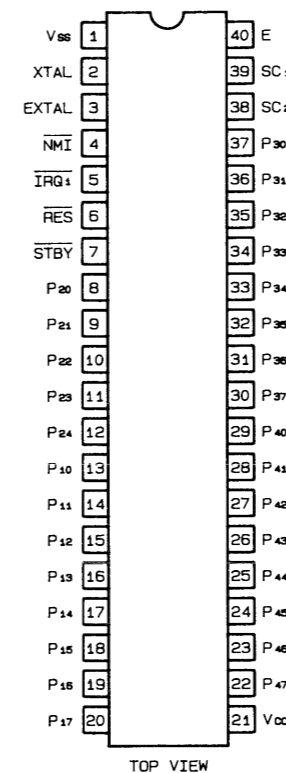 Vss 1 40 E
XTAL 2 39 SC1
EXTAL 3 38 SC2
NMI 4 37 P30
IRQ1 5 36 P31
RES 6 35 P32
STBY 7 34 P33
P20 8 33 P34
P21 9 32 P35
P22 10 31 P36
P23 11 30 P37
P24 12 29 P40
P10 13 28 P41
P11 14 27 P42
P12 15 26 P43
P13 16 25 P44
P14 17 24 P45
P15 18 23 P46
P16 19 22 P47
P17 20 21 Vcc
TOP VIEW